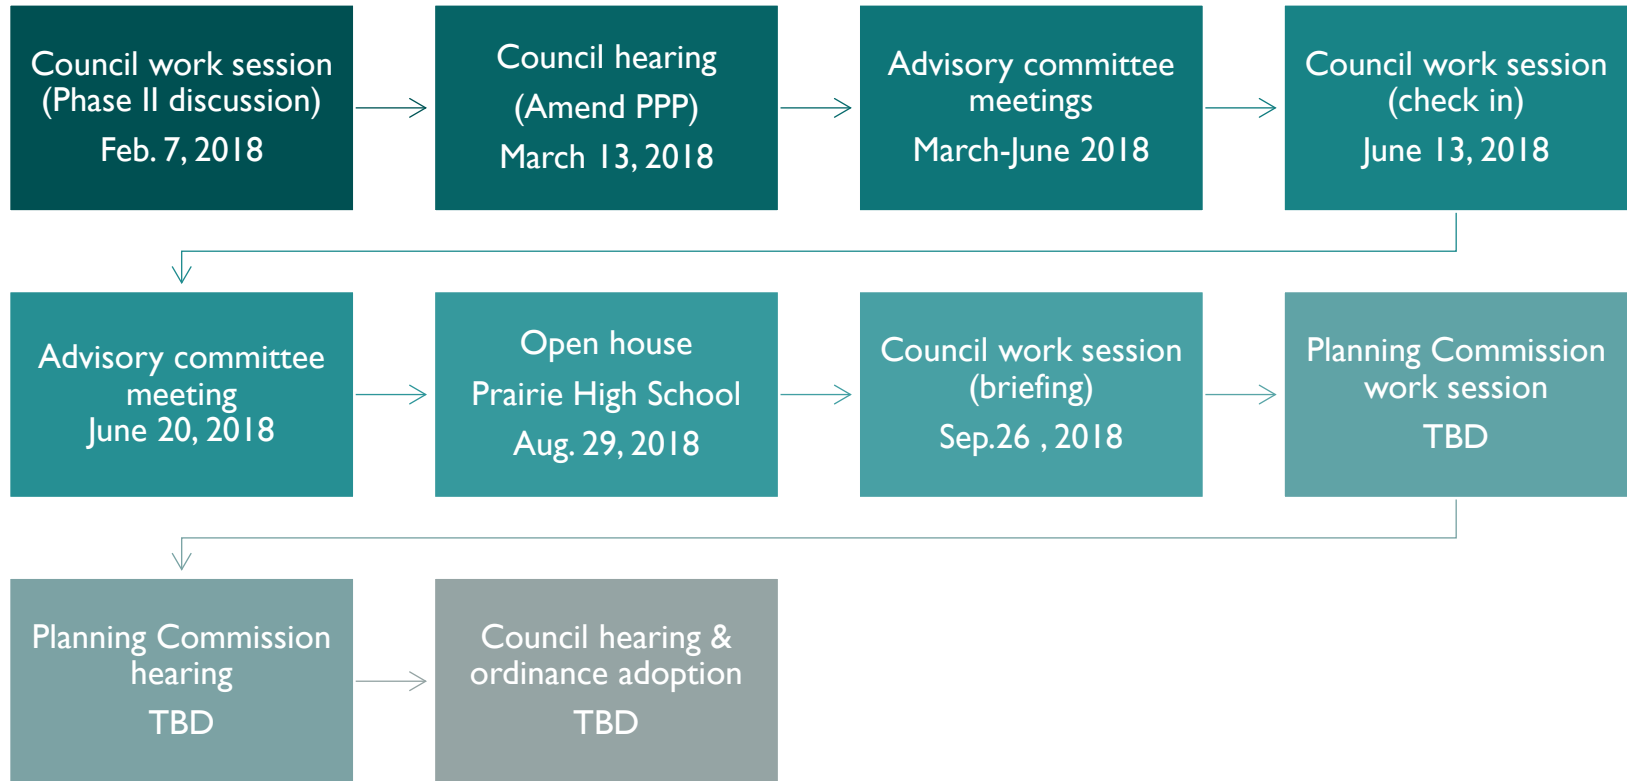 Council work session
(Phase II discussion)
Feb. 7, 2018
Council hearing
(Amend PPP)
March 13, 2018
Advisory committee
meetings
March-June 2018
Council work session
(check in)
June 13, 2018
Advisory committee
meeting
June 20, 2018
Open house
Prairie High School
Aug. 29, 2018
Council work session
(briefing)
Sep.26 , 2018
Planning Commission
work session
TBD
Planning Commission
hearing
TBD
Council hearing &
ordinance adoption
TBD